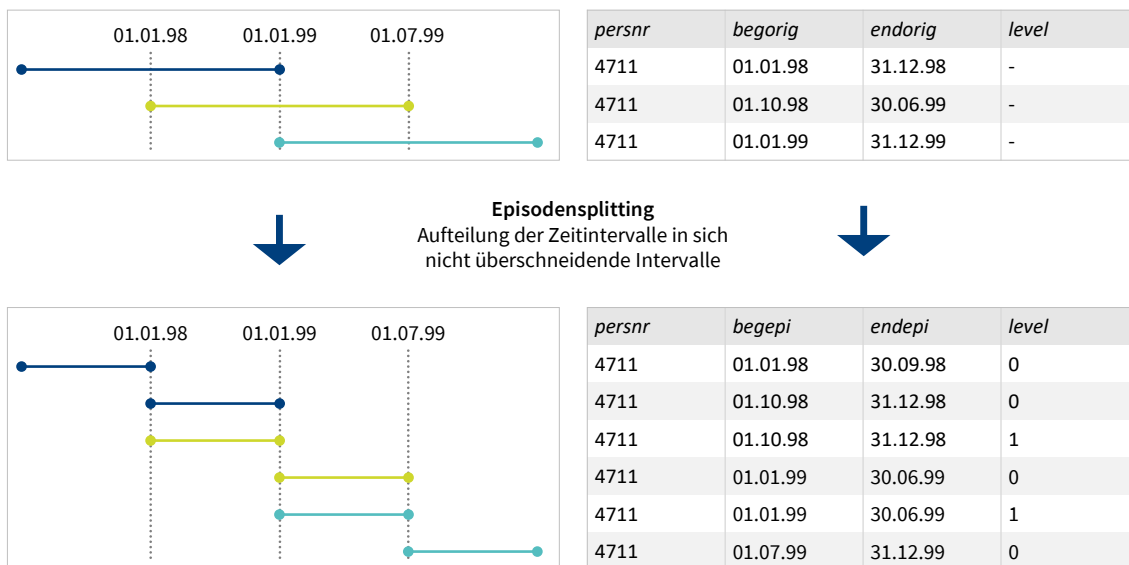 01.01.98 01.01.99 01.07.99
persnr begorig endorig level
4711 01.01.98 31.12.98 -
4711 01.10.98 30.06.99 -
4711 01.01.99 31.12.99 -
Episodensplitting
Aufteilung der Zeitintervalle in sich
nicht überschneidende Intervalle
01.01.98 01.01.99 01.07.99
persnr begepi endepi level
4711 01.01.98 30.09.98 0
4711 01.10.98 31.12.98 0
4711 01.10.98 31.12.98 1
4711 01.01.99 30.06.99 0
4711 01.01.99 30.06.99 1
4711 01.07.99 31.12.99 0